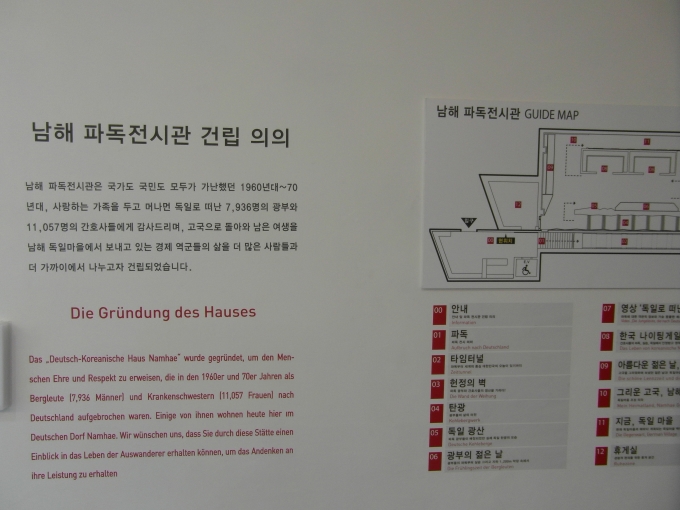 남해 파독전시관 건립 의의
남해 파독전시관은 국가도 국민도 모두가 가난했던 1960년대~70
년대, 사랑하는 가족을 두고 머나먼 독일로 떠난 7,936명의 광부와
11,057명의 간호사들에게 감사드리며, 고국으로 돌아와 남은 여생을
남해 독일마을에서 보내고 있는 경제 역군들의 삶을 더 많은 사람들과
더 가까이에서 나누고자 건립되었습니다.
Die Gründung des Hauses
Das „Deutsch-Koreanische Haus Namhae“ wurde gegründet, um den Men-
schen Ehre und Respekt zu erweisen, die in den 1960er und 70er Jahren als
Bergleute (7,936 Männer) und Krankenschwestern (11,057 Frauen) nach
Deutschland aufgebrochen waren. Einige von ihnen wohnen heute hier im
Deutschen Dorf Namhae. Wir wünschen uns, dass Sie durch diese Stätte einen
Einblick in das Leben der Auswanderer erhalten können, um das Andenken an
ihre Leistung zu erhalten
남해 파독전시관 GUIDE MAP
현위치
00 안내
Information
01 파독
Aufbruch nach Deutschland
02 타임터널
Zeittunnel
03 헌정의 벽
04 탄광
05 독일 광산
06 광부의 젊은 날
07 영상 '독일로 떠난
08 한국 나이팅게일
09 아름다운 젊은 날,
10 그리운 고국, 남해
11 지금, 독일 마을
12 휴게실